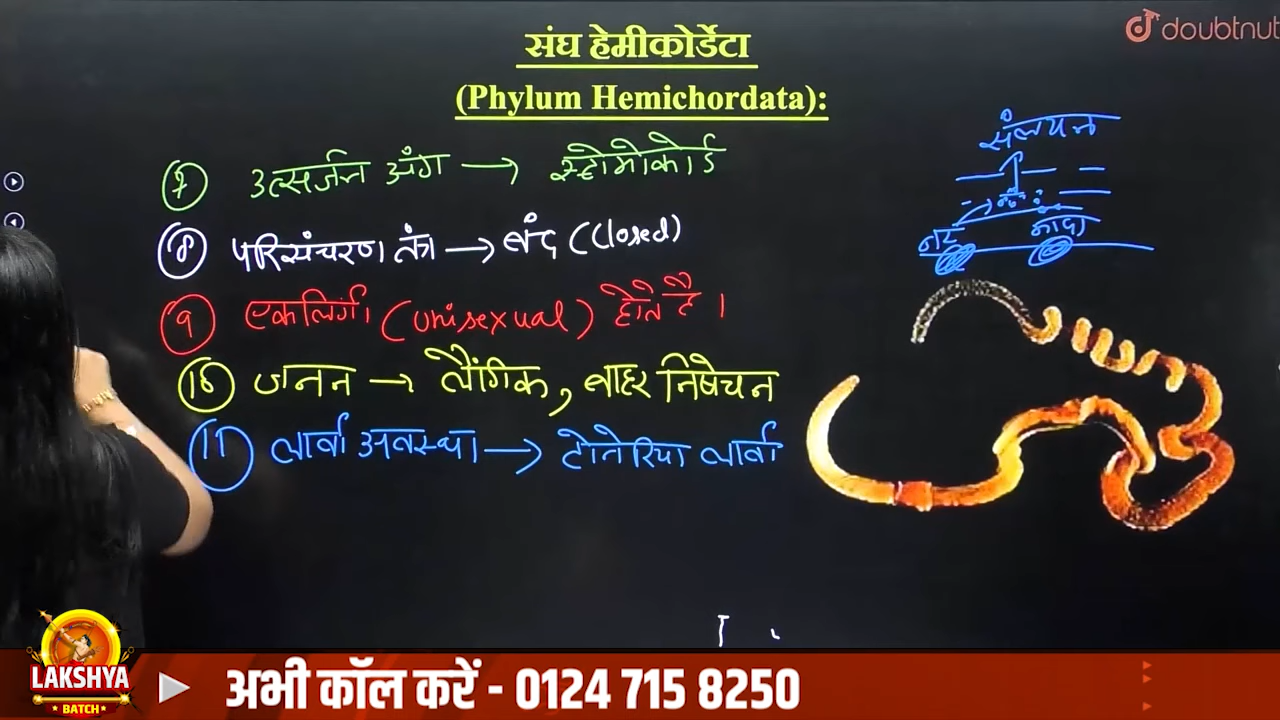 doubtnut
संघ हेमीकोर्डेटा
(Phylum Hemichordata):
संलयन
नर मादा
7 उत्सर्जन अंग → स्टोमोकोर्ड
8 परिसंचरण तंत्र → बंद (Closed)
9 एकलिंगी (unisexual) होते है।
10 जनन → लैंगिक, बाहर निषेचन
11 लार्वा अवस्था → टोर्नेरिया लार्वा
LAKSHYA
BATCH
अभी कॉल करें - 0124 715 8250